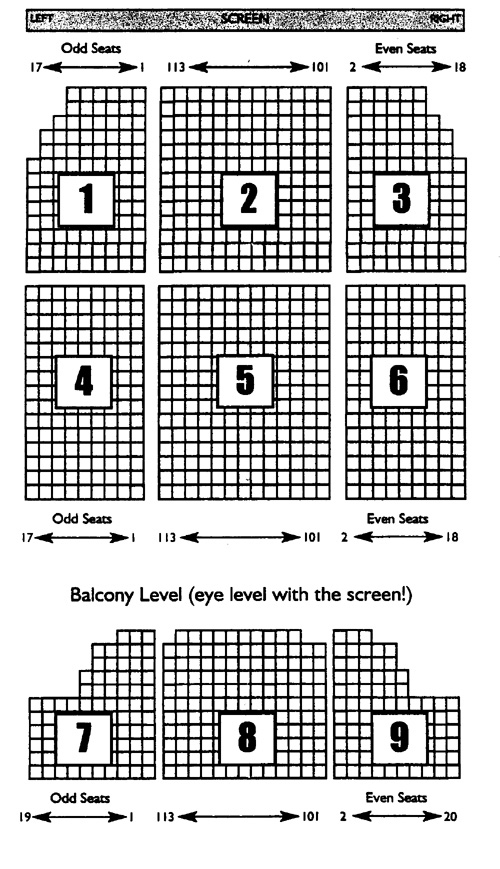 LEFT SCREEN RIGHT
Odd Seats Even Seats
17 1 113 101 2 18
1 2 3
4 5 6
Odd Seats Even Seats
17 1 113 101 2 18
Balcony Level (eye level with the screen!)
7 8 9
Odd Seats Even Seats
19 1 113 101 2 20